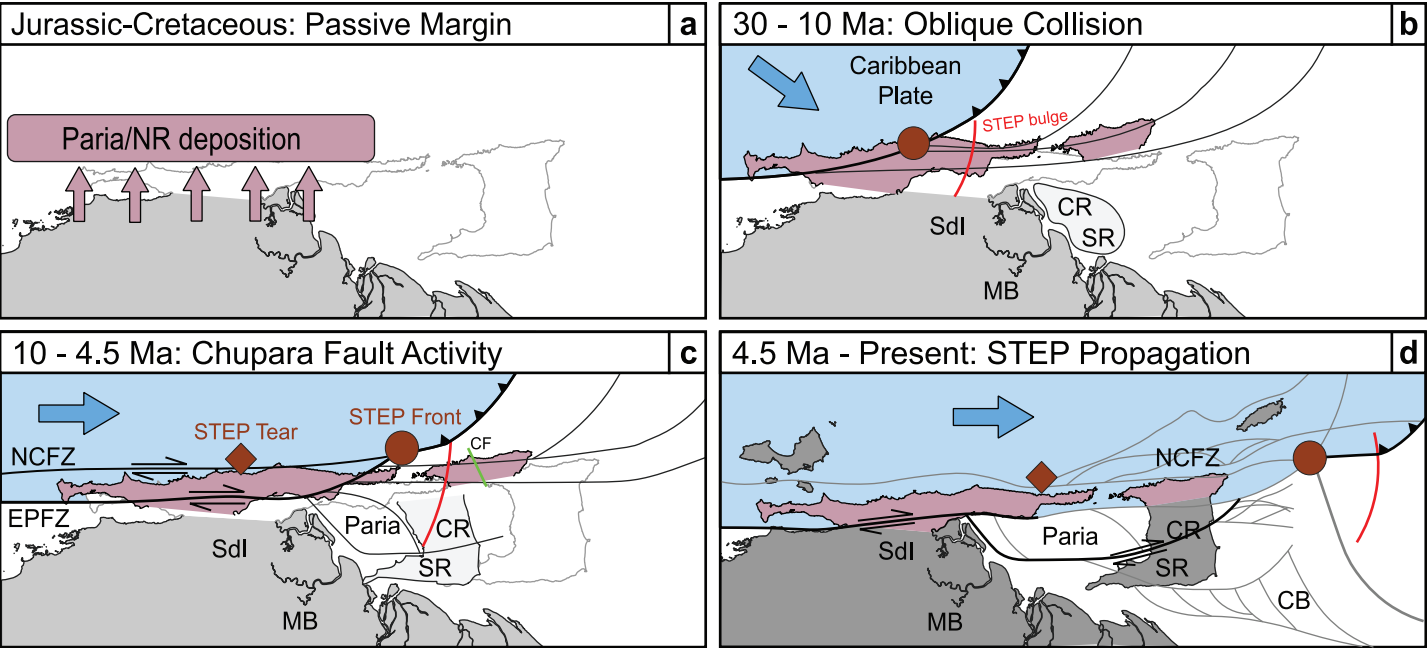 Jurassic-Cretaceous: Passive Margin
a
Paria/NR deposition
30 - 10 Ma: Oblique Collision
b
Caribbean
Plate
STEP bulge
CR
SdI
SR
MB
10 - 4.5 Ma: Chupara Fault Activity
c
STEP Front
STEP Tear
CF
NCFZ
EPFZ
Paria
CR
SdI
SR
MB
4.5 Ma - Present: STEP Propagation
d
NCFZ
CR
Paria
SdI
SR
CB
MB